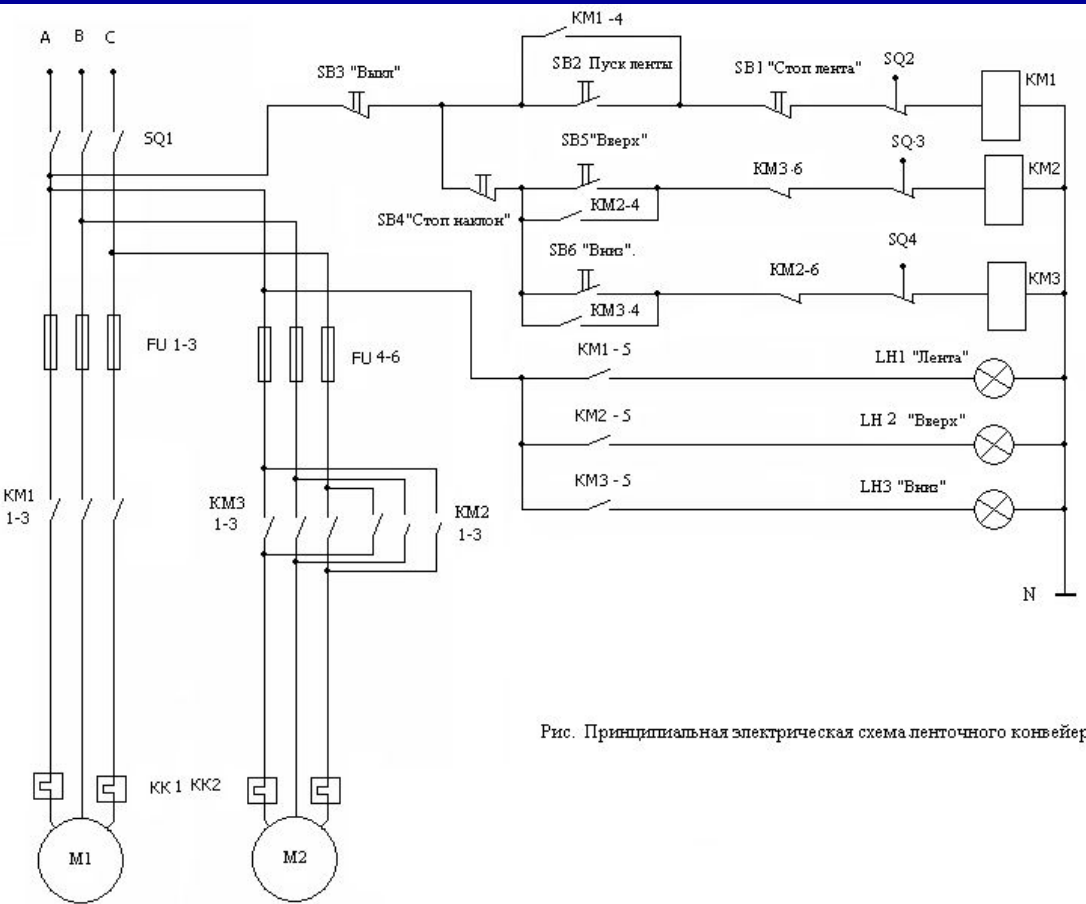 A B C
SQ1
FU 1-3
FU 4-6
KM1
1-3
KM3
1-3
KM2
1-3
KK 1 KK2
M1
M2
KM1 -4
SB3 "Выкл"
SB2 Пуск ленты
SB1 "Стоп лента"
SQ2
KM1
SB5"Вверх"
KM3-6
SQ-3
KM2
SB4"Стоп наклон"
KM2-4
SB6 "Вниз".
KM2-6
SQ4
KM3
KM3-4
KM1 - 5
LH1 "Лента"
KM2 - 5
LH 2 "Вверх"
KM3 - 5
LH3 "Вниз"
N
Рис. Принципиальная электрическая схема ленточного конвейер